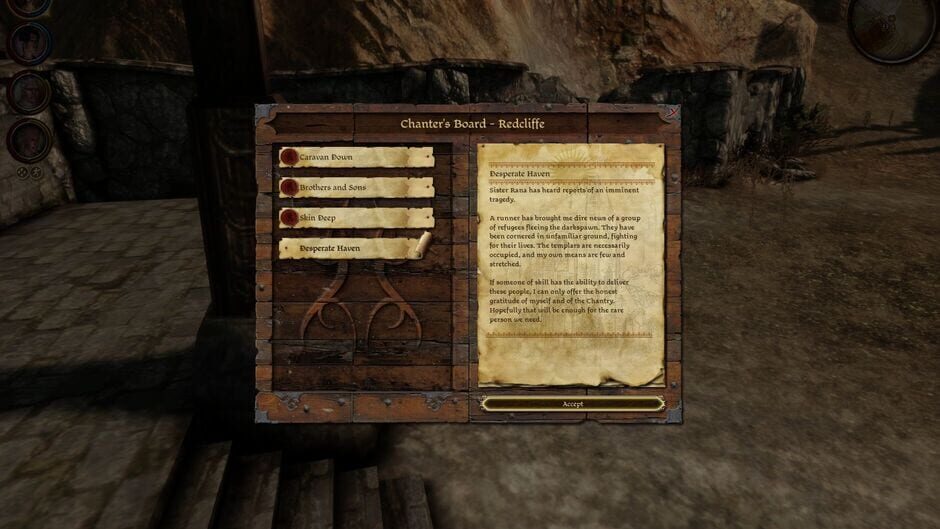 Chanter's Board - Redcliffe
Caravan Down
Brothers and Sons
Skin Deep
Desperate Haven
Desperate Haven
Sister Rana has heard reports of an imminent
tragedy.
A runner has brought me dire news of a group
of refugees fleeing the darkspawn. They have
been cornered in unfamiliar ground, fighting
for their lives. The templars are necessarily
occupied, and my own means are few and
stretched.
If someone of skill has the ability to deliver
these people, I can only offer the honest
gratitude of myself and of the Chantry.
Hopefully that will be enough for the rare
person we need.
Accept